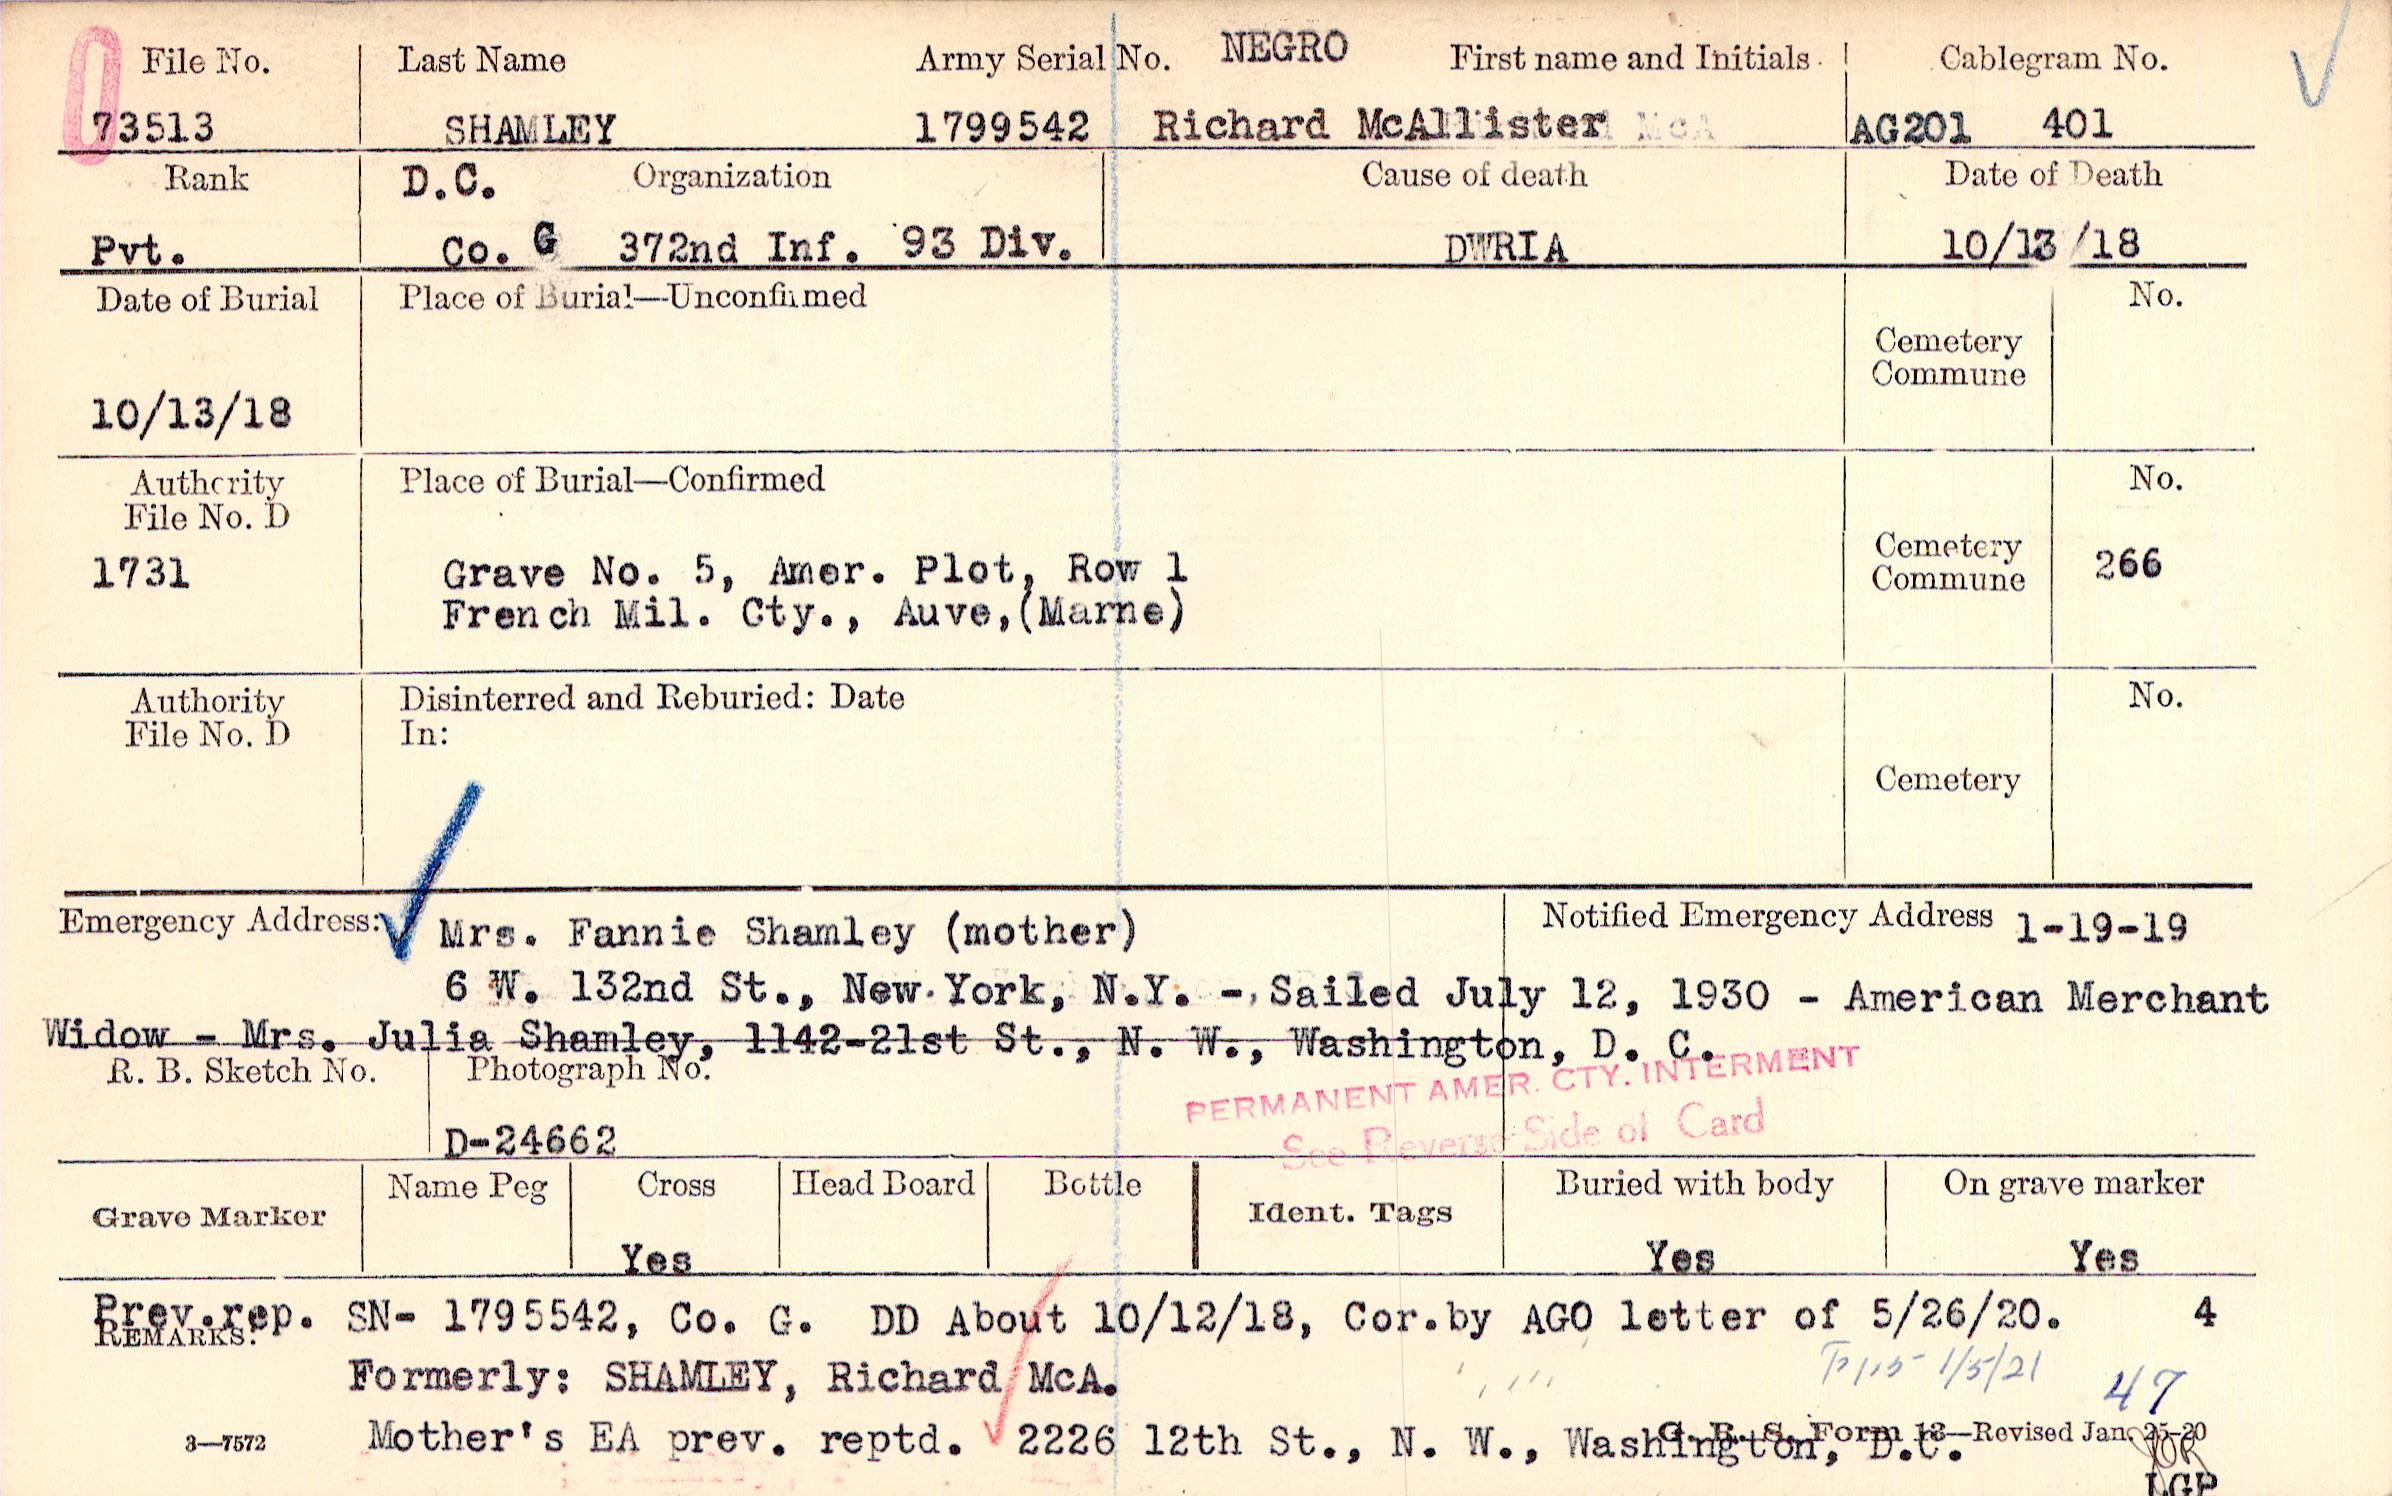 File No. Last Name Army Serial No. NEGRO First name and Initials Cablegram No.
73513 SHAMLEY 1799542 Richard McAllister AG201 401
Rank D.C. Organization Cause of death Date of Death
Pvt. Co. G 372nd Inf. 93 Div. DWRIA 10/13/18
Date of Burial Place of Burial—Unconfirmed No.
Cemetery
Commune
10/13/18
Authority Place of Burial—Confirmed No.
File No. D
1731 Grave No. 5, Amer. Plot, Row 1 Cemetery 266
French Mil. Cty., Auve, (Marne) Commune
Authority Disinterred and Reburied: Date No.
File No. D In:
Cemetery
Emergency Address: Mrs. Fannie Shamley (mother) Notified Emergency Address 1-19-19
6 W. 132nd St., New York, N.Y. - Sailed July 12, 1930 - American Merchant
Widow - Mrs. Julia Shamley, 1142-21st St., N. W., Washington, D. C.
R. B. Sketch No. Photograph No.
PERMANENT AMER. CTY. INTERMENT
See Reverse Side of Card
D-24662
Grave Marker Name Peg Cross Head Board Bottle Ident. Tags Buried with body On grave marker
Yes Yes Yes
Prev.rep. SN- 1795542, Co. G. DD About 10/12/18, Cor.by AGO letter of 5/26/20. 4
REMARKS:
Formerly: SHAMLEY, Richard McA.
1/5/21 47
Mother's EA prev. reptd. 2226 12th St., N. W., Washington, D.C.
3—7572 G. R. S. Form 13—Revised Jan. 25-20
LGP